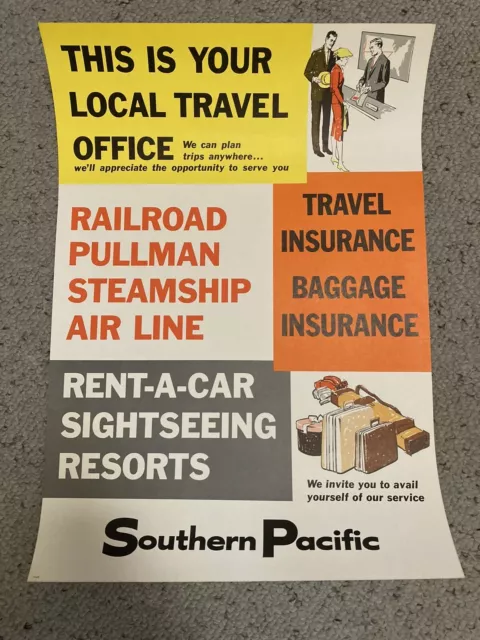 THIS IS YOUR
LOCAL TRAVEL
OFFICE
We can plan
trips anywhere...
we'll appreciate the opportunity to serve you
RAILROAD
PULLMAN
STEAMSHIP
AIR LINE
TRAVEL
INSURANCE
BAGGAGE
INSURANCE
RENT-A-CAR
SIGHTSEEING
RESORTS
We invite you to avail
yourself of our service
Southern Pacific